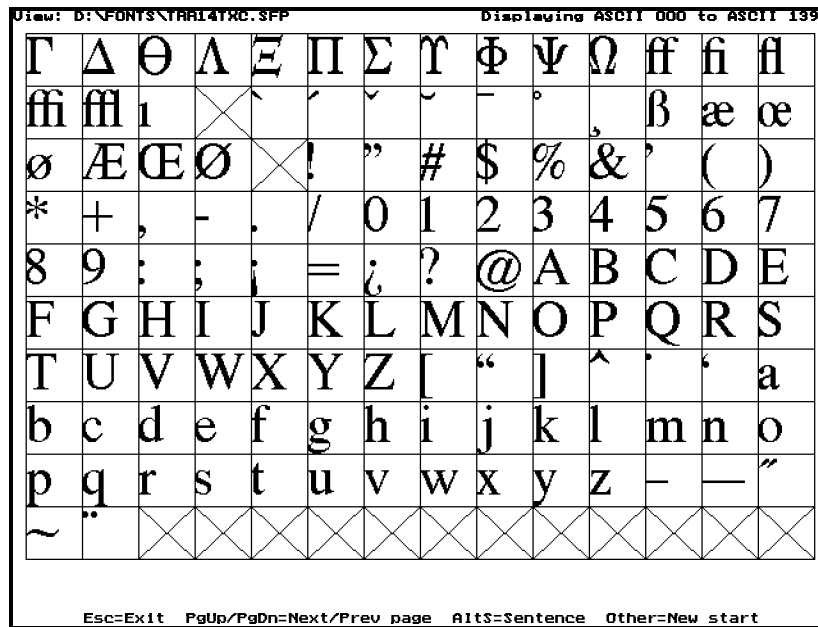 View: D:\FONTS\TAR14TXC.SFP Displaying ASCII 000 to ASCII 139
Γ Δ Θ Λ Ξ Π Σ ϒ Φ Ψ Ω ff fi fl
ffi ffl ı ` ´ ˇ ˘ ¯ ˚ ¸ ß æ œ
ø Æ Œ Ø ! ” # $ % & ’ ( )
* + , - . / 0 1 2 3 4 5 6 7
8 9 : ; ¡ = ¿ ? @ A B C D E
F G H I J K L M N O P Q R S
T U V W X Y Z [ “ ] ^ ˙ ‘ a
b c d e f g h i j k l m n o
p q r s t u v w x y z – — ˝
~ ¨
Esc=Exit PgUp/PgDn=Next/Prev page AltS=Sentence Other=New start